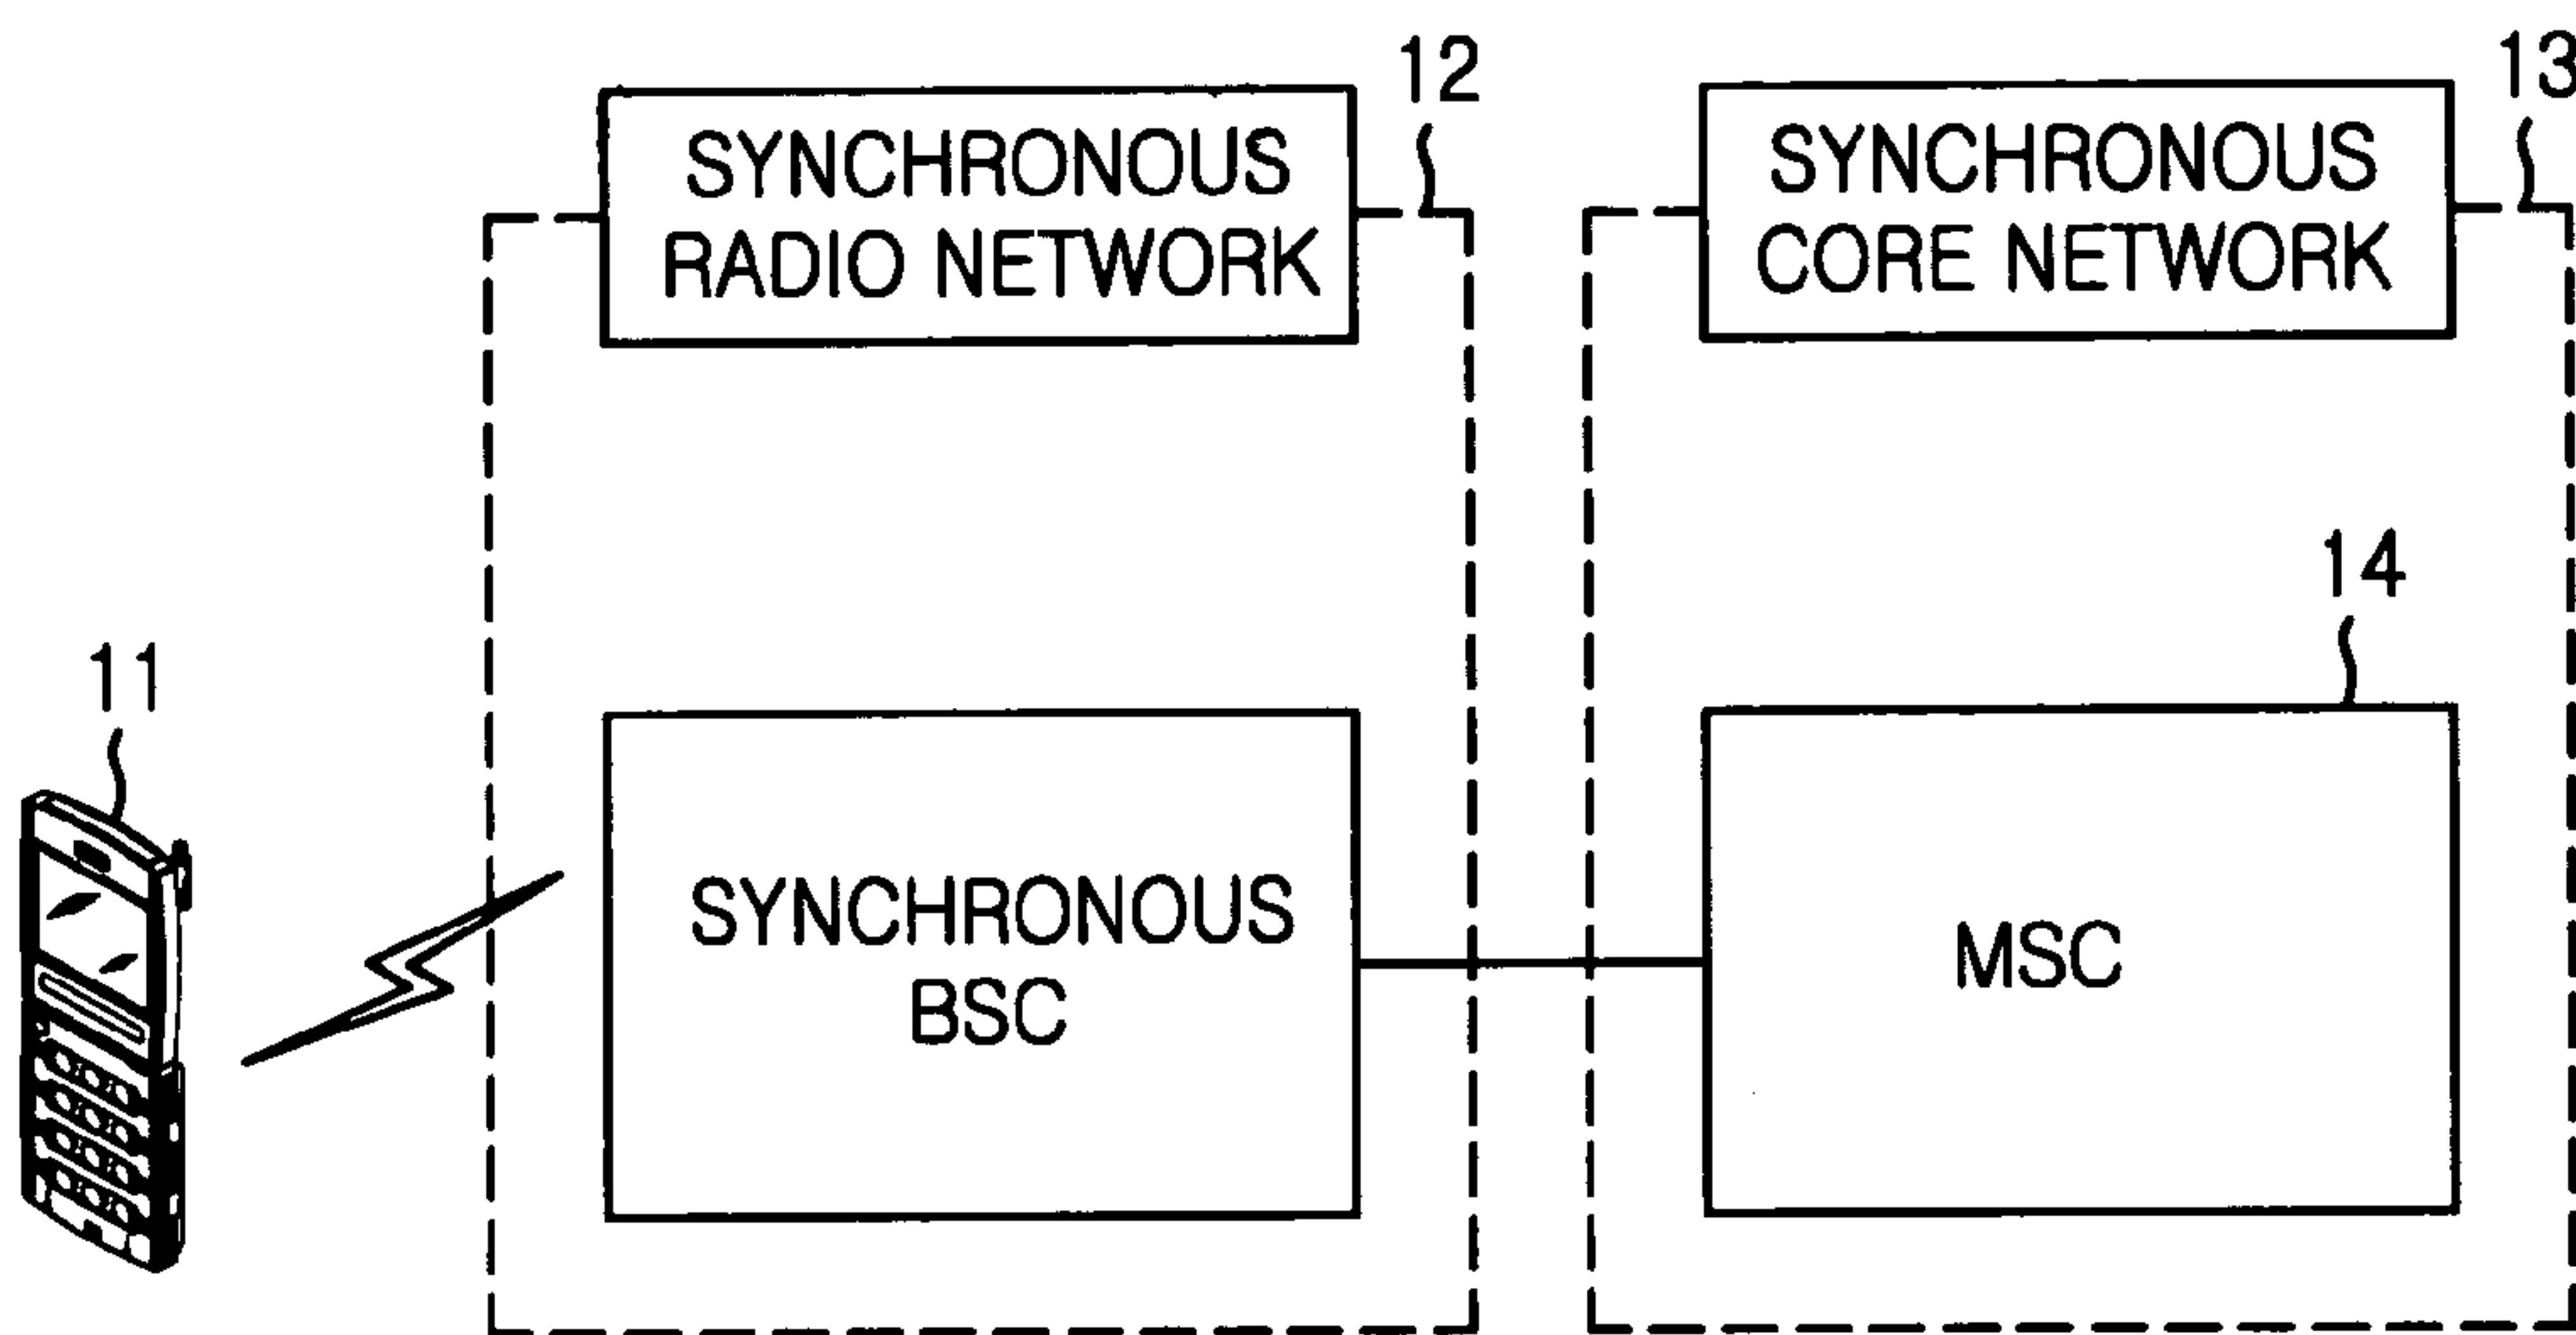 12
13
SYNCHRONOUS
RADIO NETWORK
SYNCHRONOUS
CORE NETWORK
14
11
SYNCHRONOUS
BSC
MSC